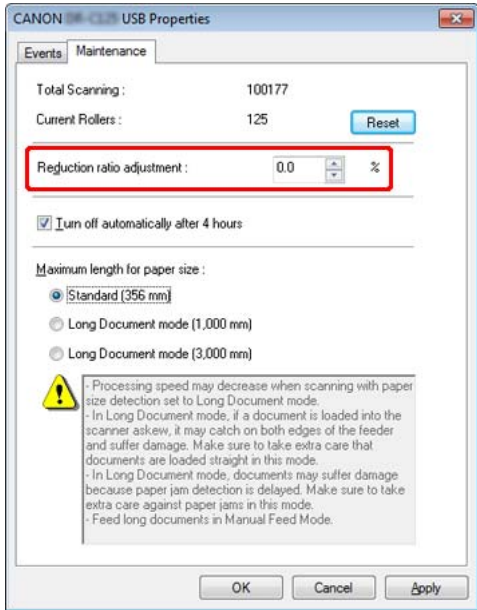 CANON USB Properties
Events Maintenance
Total Scanning : 100177
Current Rollers : 125 Reset
Reduction ratio adjustment : 0.0 %
Turn off automatically after 4 hours
Maximum length for paper size :
Standard (356 mm)
Long Document mode (1,000 mm)
Long Document mode (3,000 mm)
- Processing speed may decrease when scanning with paper
size detection set to Long Document mode.
- In Long Document mode, if a document is loaded into the
scanner askew, it may catch on both edges of the feeder
and suffer damage. Make sure to take extra care that
documents are loaded straight in this mode.
- In Long Document mode, documents may suffer damage
because paper jam detection is delayed. Make sure to take
extra care against paper jams in this mode.
- Feed long documents in Manual Feed Mode.
OK Cancel Apply